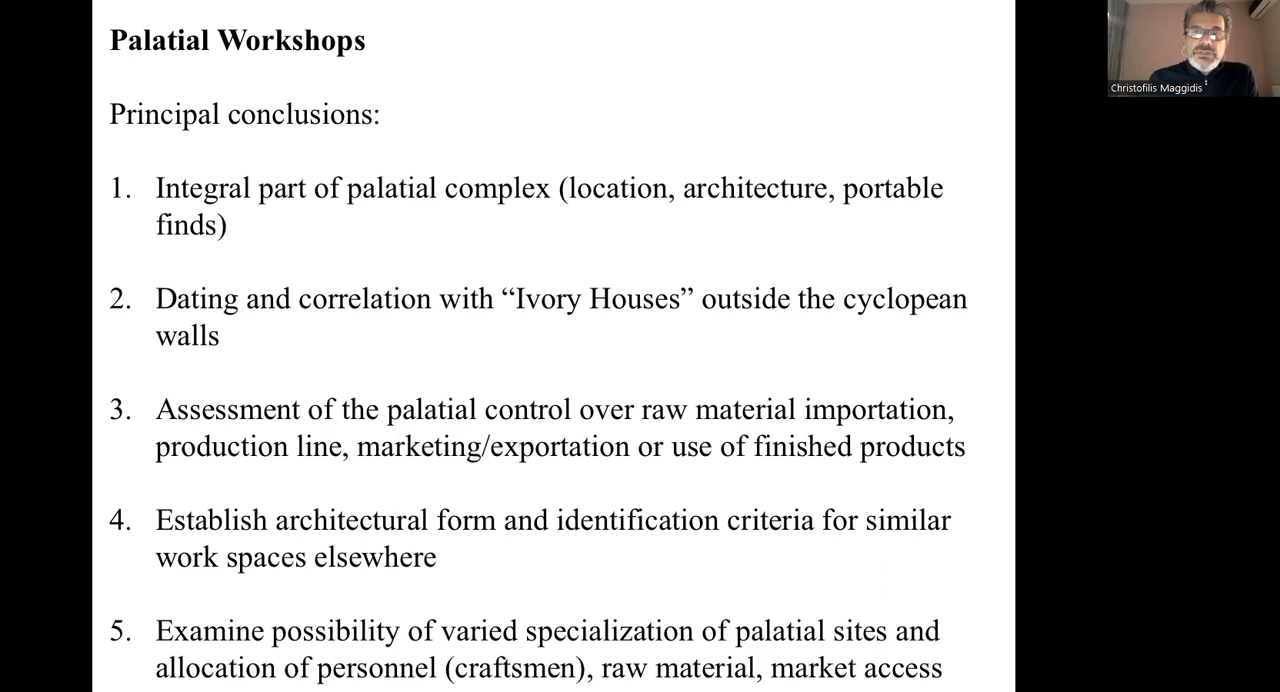 Palatial Workshops
Principal conclusions:
1. Integral part of palatial complex (location, architecture, portable
finds)
2. Dating and correlation with “Ivory Houses” outside the cyclopean
walls
3. Assessment of the palatial control over raw material importation,
production line, marketing/exportation or use of finished products
4. Establish architectural form and identification criteria for similar
work spaces elsewhere
5. Examine possibility of varied specialization of palatial sites and
allocation of personnel (craftsmen), raw material, market access
Christofilis Maggidis